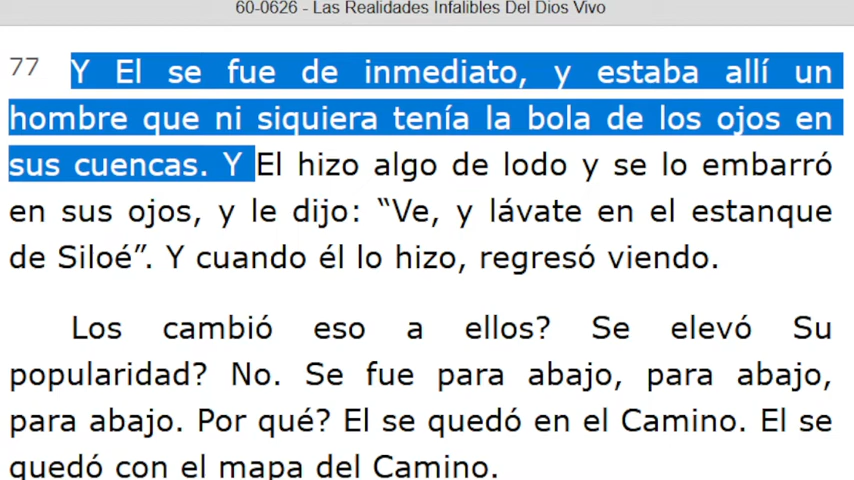 60-0626 - Las Realidades Infalibles Del Dios Vivo
77 Y El se fue de inmediato, y estaba allí un
hombre que ni siquiera tenía la bola de los ojos en
sus cuencas. Y El hizo algo de lodo y se lo embarró
en sus ojos, y le dijo: “Ve, y lávate en el estanque
de Siloé”. Y cuando él lo hizo, regresó viendo.
Los cambió eso a ellos? Se elevó Su
popularidad? No. Se fue para abajo, para abajo,
para abajo. Por qué? El se quedó en el Camino. El se
quedó con el mapa del Camino.